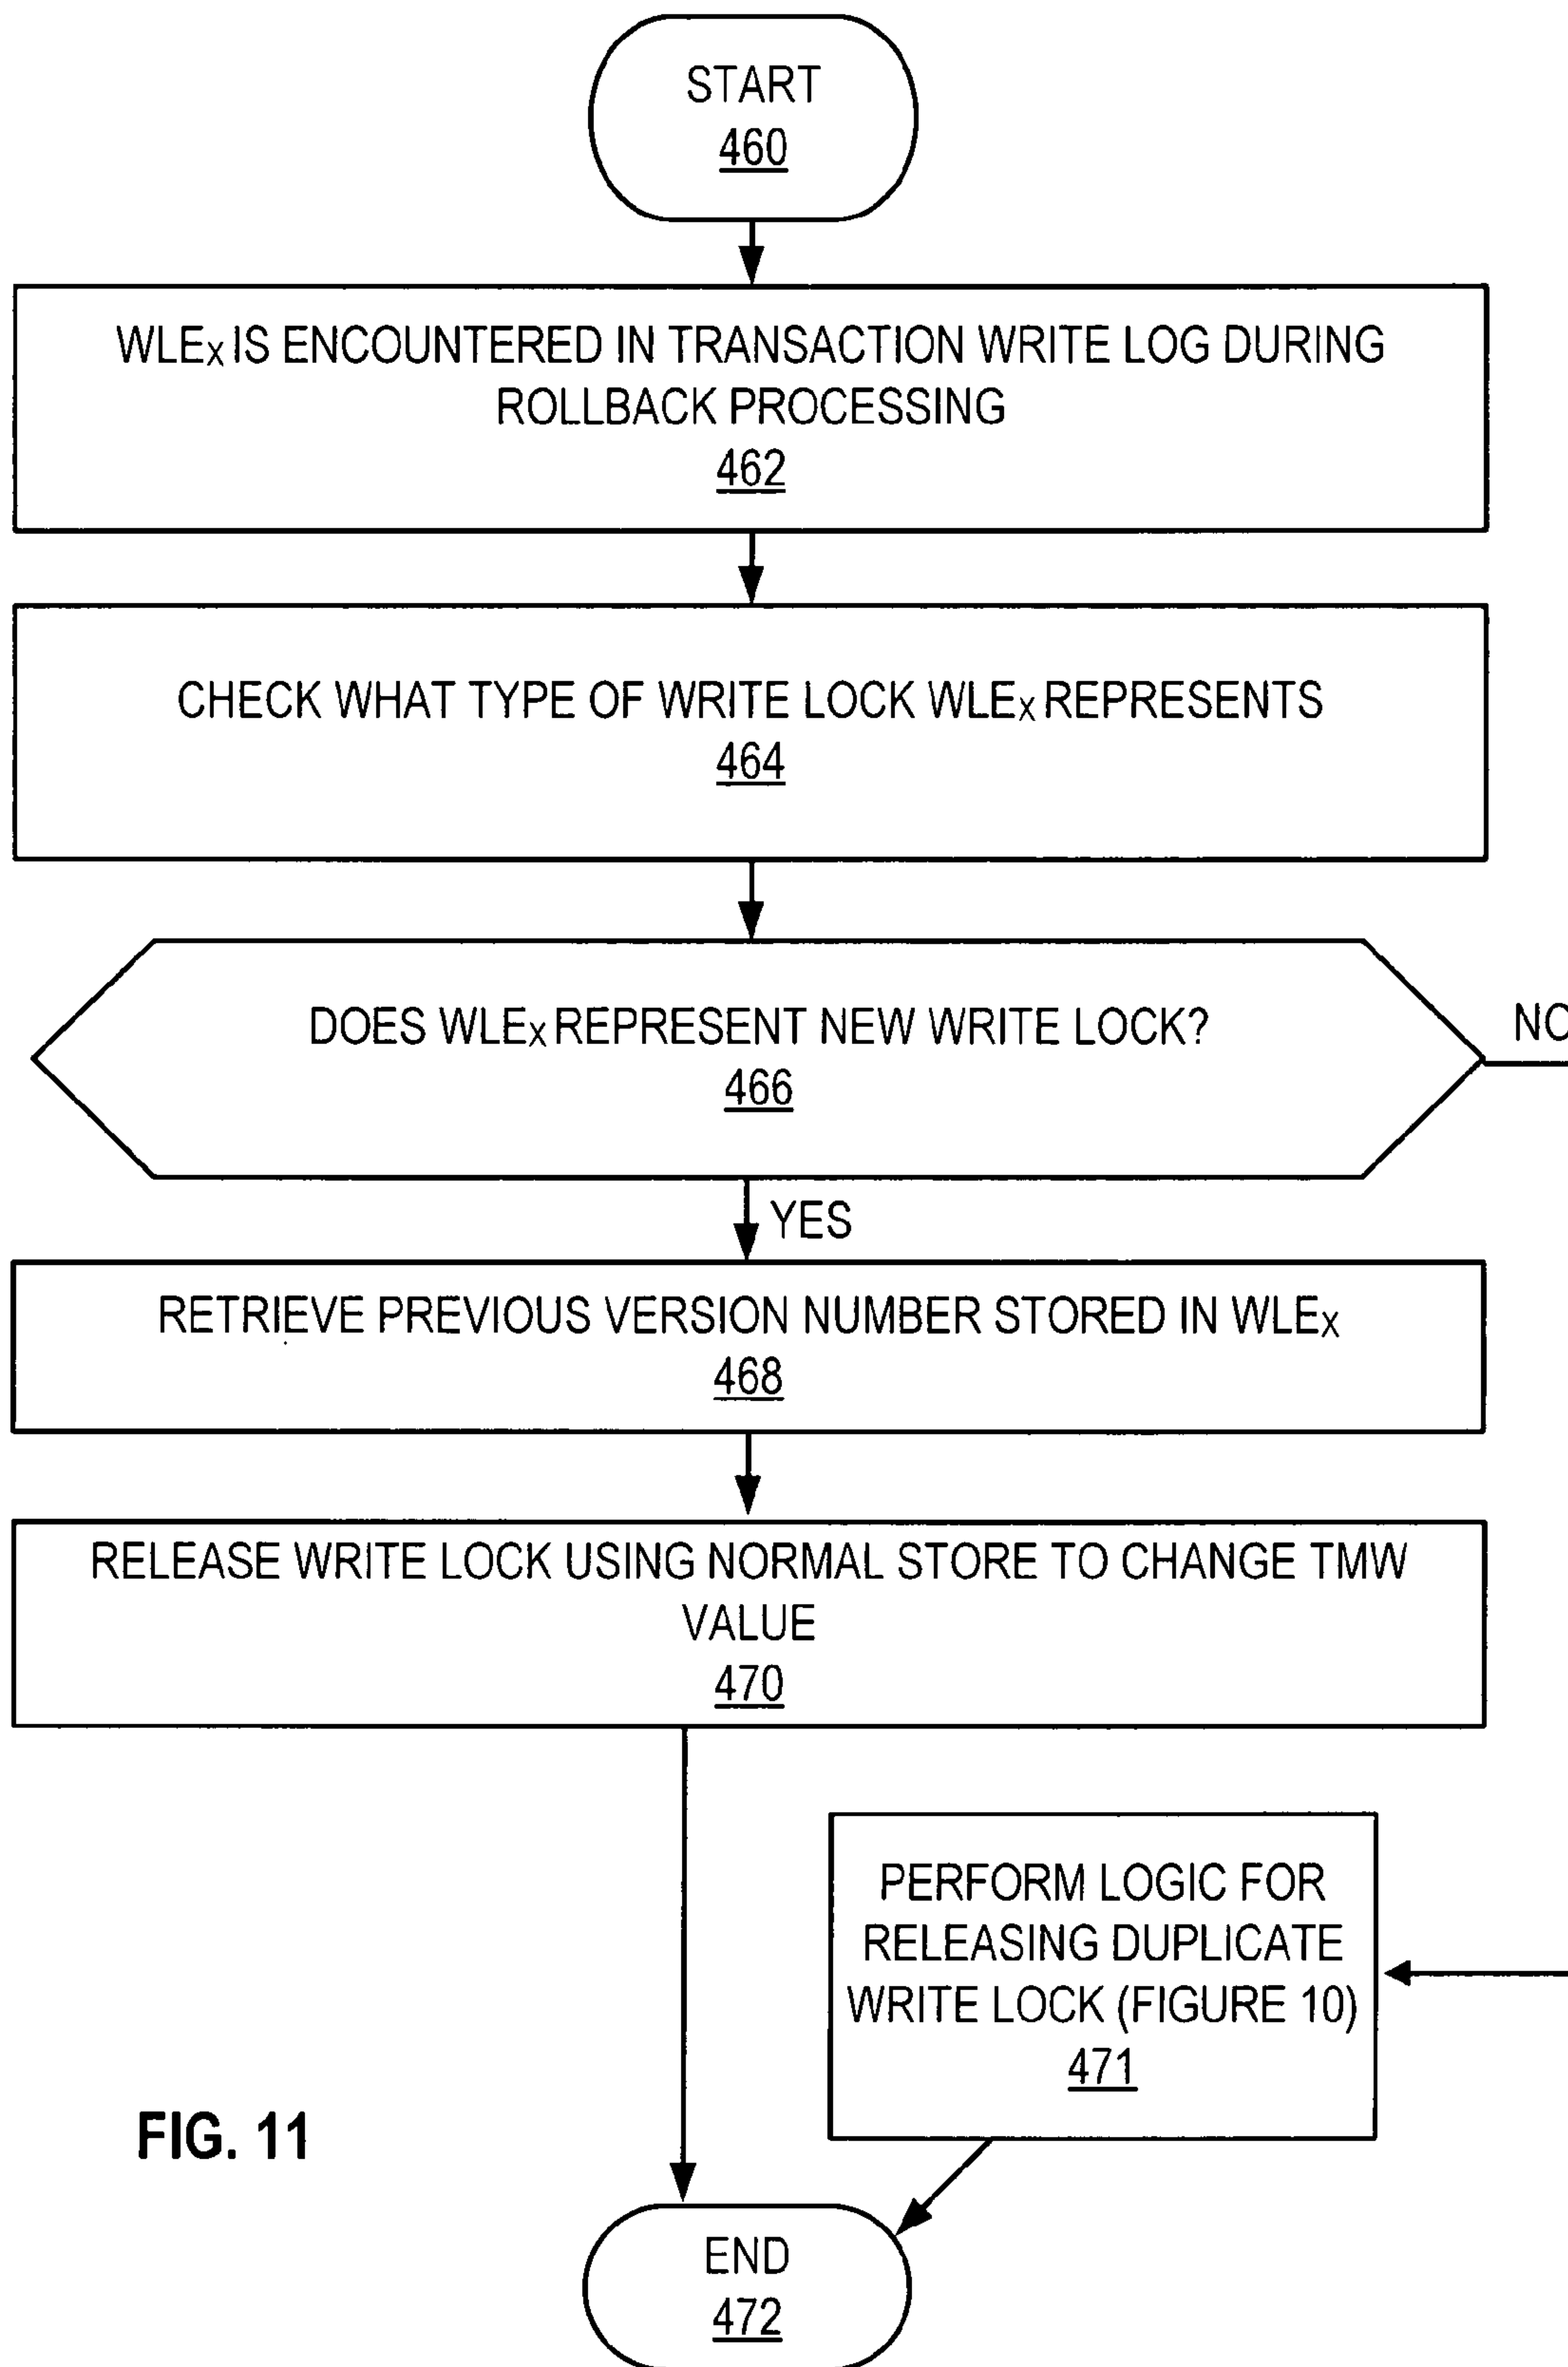 START
460
WLEX IS ENCOUNTERED IN TRANSACTION WRITE LOG DURING
ROLLBACK PROCESSING
462
CHECK WHAT TYPE OF WRITE LOCK WLEX REPRESENTS
464
DOES WLEX REPRESENT NEW WRITE LOCK?
466
NO
YES
RETRIEVE PREVIOUS VERSION NUMBER STORED IN WLEX
468
RELEASE WRITE LOCK USING NORMAL STORE TO CHANGE TMW
VALUE
470
PERFORM LOGIC FOR
RELEASING DUPLICATE
WRITE LOCK (FIGURE 10)
471
FIG. 11
END
472